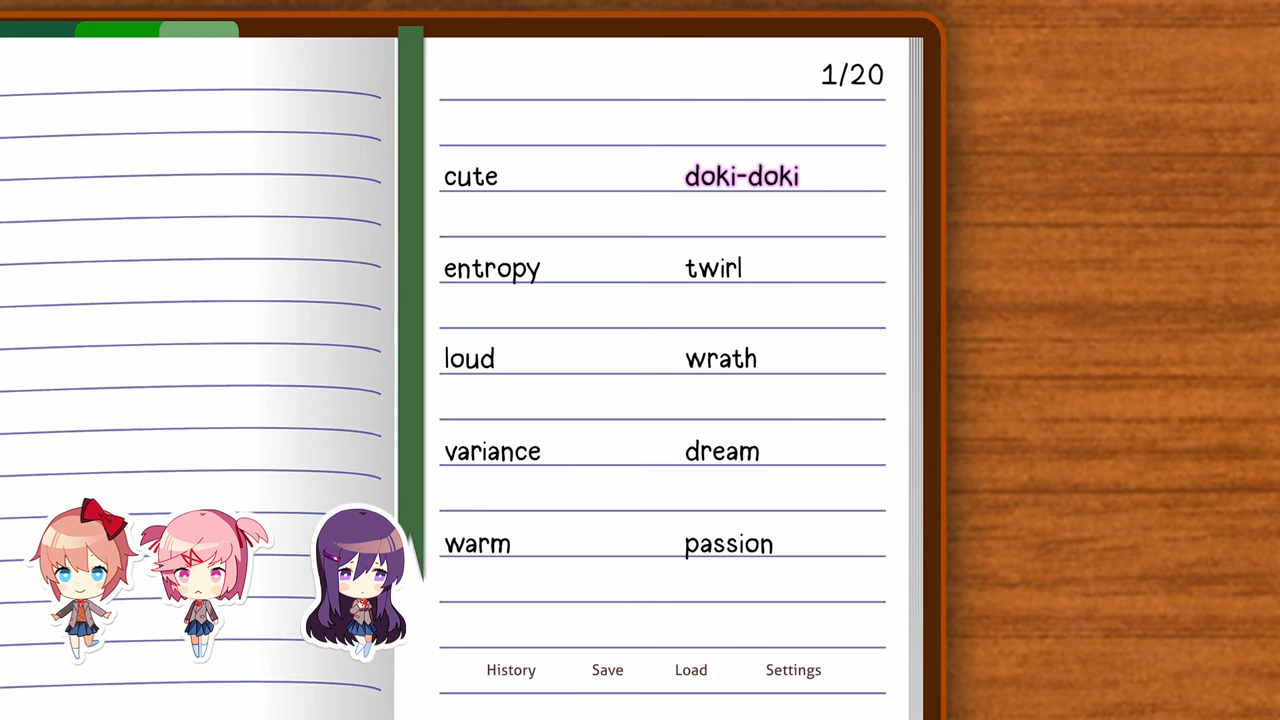 1/20
cute doki-doki
entropy twirl
loud wrath
variance dream
warm passion
History Save Load Settings